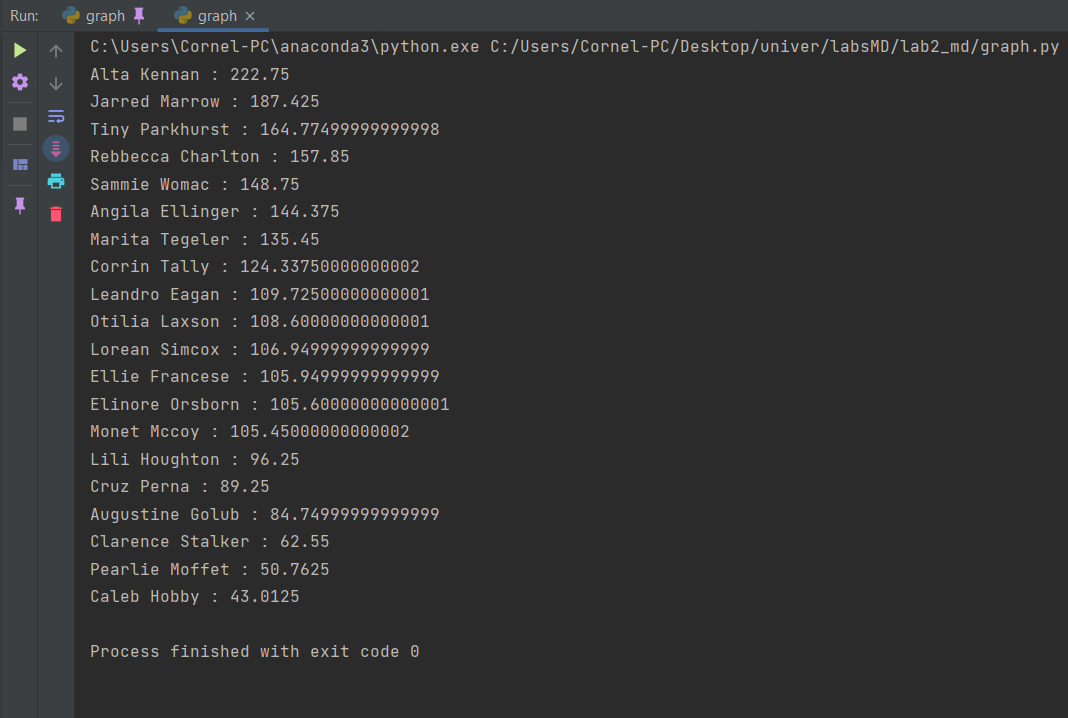 Run: graph graph
C:\Users\Cornel-PC\anaconda3\python.exe C:/Users/Cornel-PC/Desktop/univer/labsMD/lab2_md/graph.py
Alta Kennan : 222.75
Jarred Marrow : 187.425
Tiny Parkhurst : 164.77499999999998
Rebbecca Charlton : 157.85
Sammie Womac : 148.75
Angila Ellinger : 144.375
Marita Tegeler : 135.45
Corrin Tally : 124.33750000000002
Leandro Eagan : 109.72500000000001
Otilia Laxson : 108.60000000000001
Lorean Simcox : 106.94999999999999
Ellie Francese : 105.94999999999999
Elinore Orsborn : 105.60000000000001
Monet Mccoy : 105.45000000000002
Lili Houghton : 96.25
Cruz Perna : 89.25
Augustine Golub : 84.74999999999999
Clarence Stalker : 62.55
Pearlie Moffet : 50.7625
Caleb Hobby : 43.0125
Process finished with exit code 0